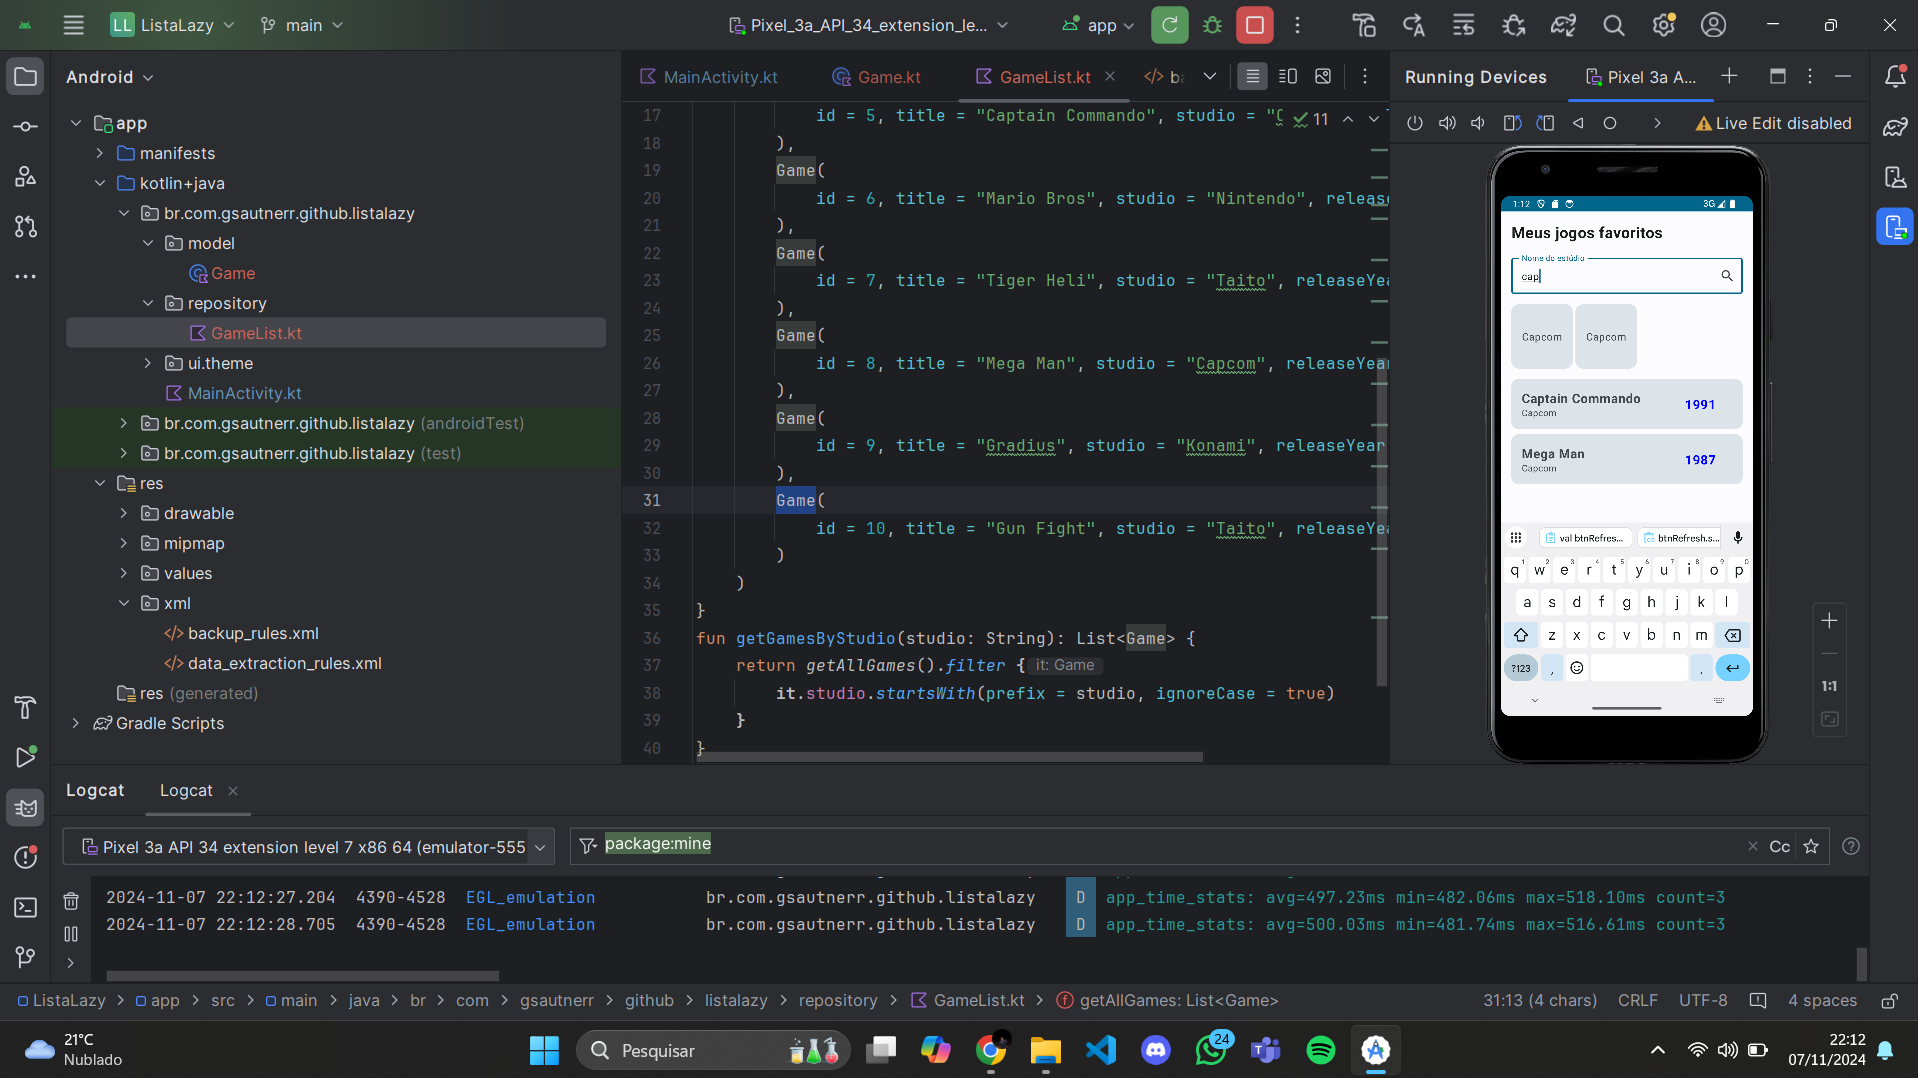 LL ListaLazy main Pixel_3a_API_34_extension_le... app
Android
MainActivity.kt Game.kt GameList.kt
Running Devices Pixel 3a A...
Live Edit disabled
app
manifests
kotlin+java
br.com.gsautnerr.github.listalazy
model
Game
repository
GameList.kt
ui.theme
MainActivity.kt
br.com.gsautnerr.github.listalazy (androidTest)
br.com.gsautnerr.github.listalazy (test)
res
drawable
mipmap
values
xml
backup_rules.xml
data_extraction_rules.xml
res (generated)
Gradle Scripts
11
17 id = 5, title = "Captain Commando", studio = "C
18 ),
19 Game(
20 id = 6, title = "Mario Bros", studio = "Nintendo", release
21 ),
22 Game(
23 id = 7, title = "Tiger Heli", studio = "Taito", releaseYe
24 ),
25 Game(
26 id = 8, title = "Mega Man", studio = "Capcom", releaseYear
27 ),
28 Game(
29 id = 9, title = "Gradius", studio = "Konami", releaseYear
30 ),
31 Game(
32 id = 10, title = "Gun Fight", studio = "Taito", releaseYe
33 )
34 )
35 }
36 fun getGamesByStudio(studio: String): List<Game> {
37 return getAllGames().filter { it: Game
38 it.studio.startsWith(prefix = studio, ignoreCase = true)
39 }
40 }
1:12 3G
Meus jogos favoritos
Nome do estúdio
cap
Capcom Capcom
Captain Commando
Capcom
1991
Mega Man
Capcom
1987
val btnRefres... btnRefresh.s...
q1 w2 e3 r4 t5 y6 u7 i8 o9 p0
a s d f g h j k l
z x c v b n m
?123 , .
1:1
Logcat Logcat
Pixel 3a API 34 extension level 7 x86 64 (emulator-555
package:mine
Cc
2024-11-07 22:12:27.204 4390-4528 EGL_emulation br.com.gsautnerr.github.listalazy D app_time_stats: avg=497.23ms min=482.06ms max=518.10ms count=3
2024-11-07 22:12:28.705 4390-4528 EGL_emulation br.com.gsautnerr.github.listalazy D app_time_stats: avg=500.03ms min=481.74ms max=516.61ms count=3
ListaLazy > app > src > main > java > br > com > gsautnerr > github > listalazy > repository > GameList.kt > getAllGames: List<Game>
31:13 (4 chars) CRLF UTF-8 4 spaces
21°C
Nublado
Pesquisar
24
22:12
07/11/2024